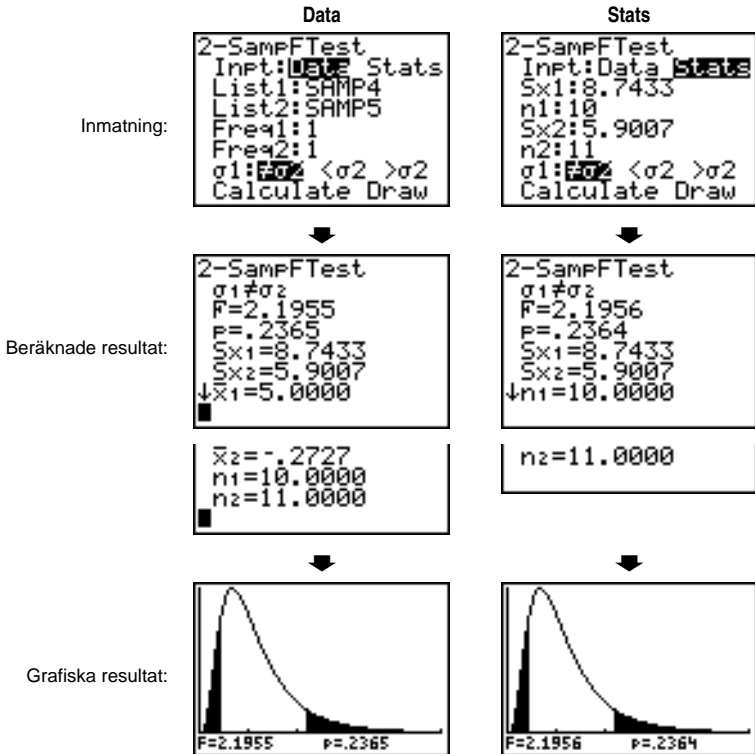 Data
Stats
Inmatning:
2-SampFTest
Inpt:Data Stats
List1:SAMP4
List2:SAMP5
Freq1:1
Freq2:1
σ1:≠σ2 <σ2 >σ2
Calculate Draw
2-SampFTest
Inpt:Data Stats
Sx1:8.7433
n1:10
Sx2:5.9007
n2:11
σ1:≠σ2 <σ2 >σ2
Calculate Draw
Beräknade resultat:
2-SampFTest
σ1≠σ2
F=2.1955
p=.2365
Sx1=8.7433
Sx2=5.9007
↓x̄1=5.0000
2-SampFTest
σ1≠σ2
F=2.1956
p=.2364
Sx1=8.7433
Sx2=5.9007
↓n1=10.0000
x̄2=-.2727
n1=10.0000
n2=11.0000
n2=11.0000
Grafiska resultat:
F=2.1955 p=.2365
F=2.1956 p=.2364